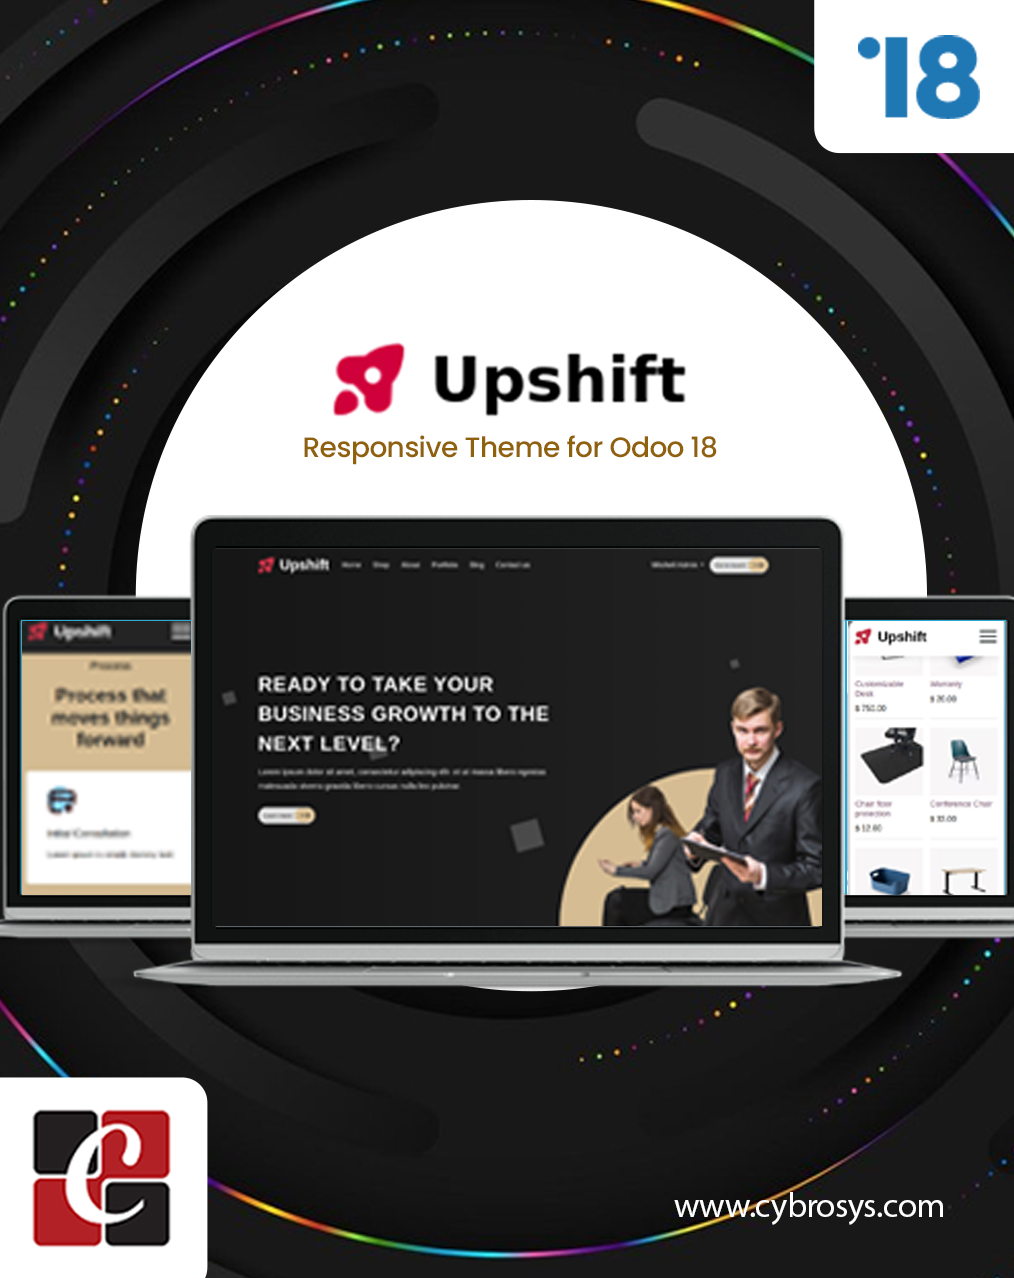 18
Upshift
Responsive Theme for Odoo 18
Upshift
Home Shop About Portfolio Blog Contact us
READY TO TAKE YOUR
BUSINESS GROWTH TO THE
NEXT LEVEL?
Upshift
Process
Process that
moves things
forward
Initial Consultation
Upshift
Customizable
Desk
$ 750.00
Warranty
$ 20.00
Chair floor
protection
$ 12.00
Conference Chair
$ 33.00
C
www.cybrosys.com